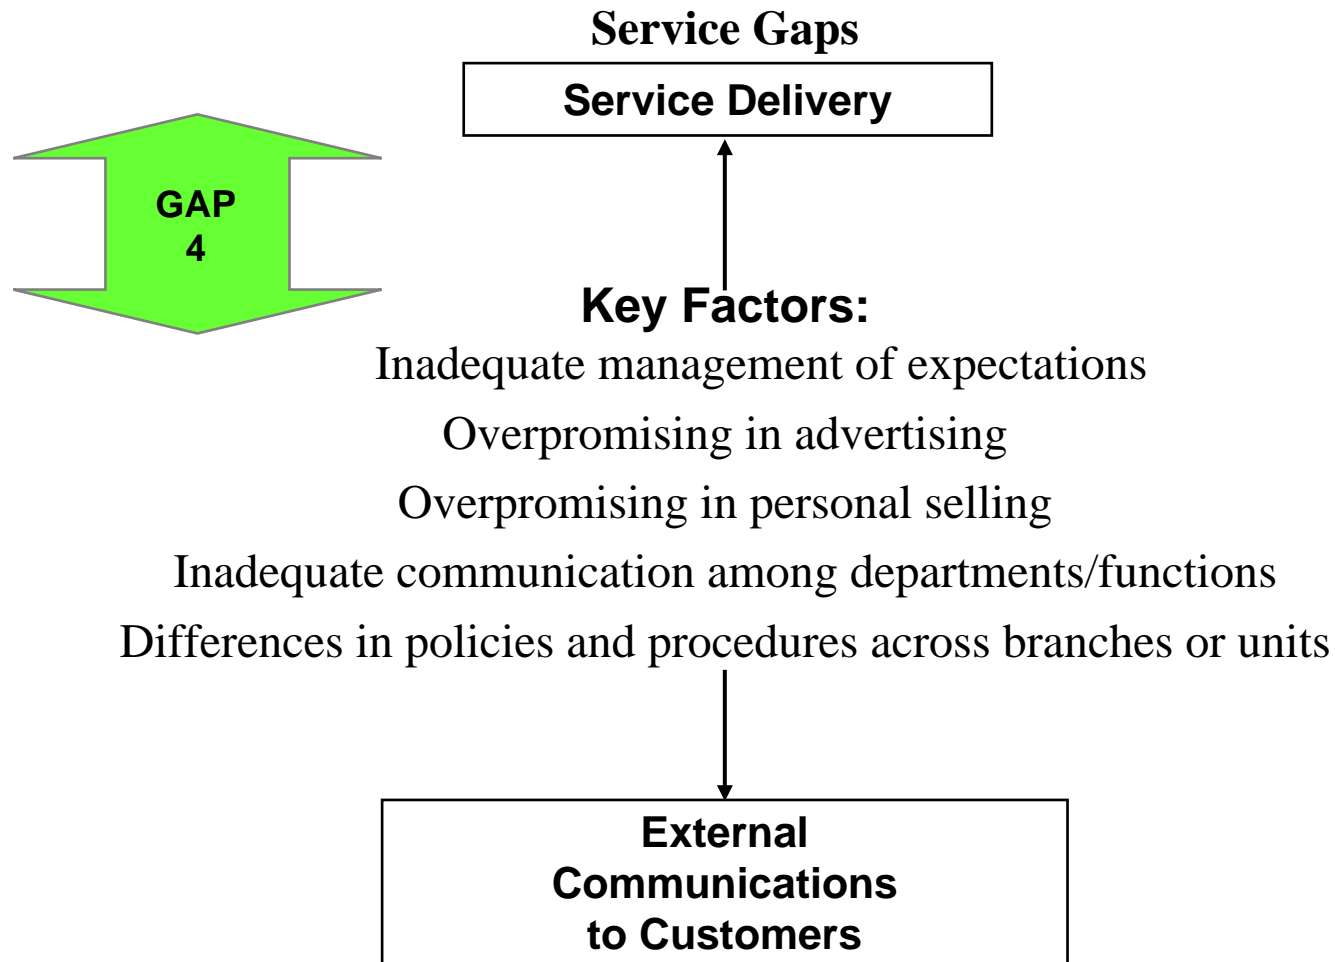 Service Gaps
Service Delivery
GAP
4
Key Factors:
Inadequate management of expectations
Overpromising in advertising
Overpromising in personal selling
Inadequate communication among departments/functions
Differences in policies and procedures across branches or units
External
Communications
to Customers